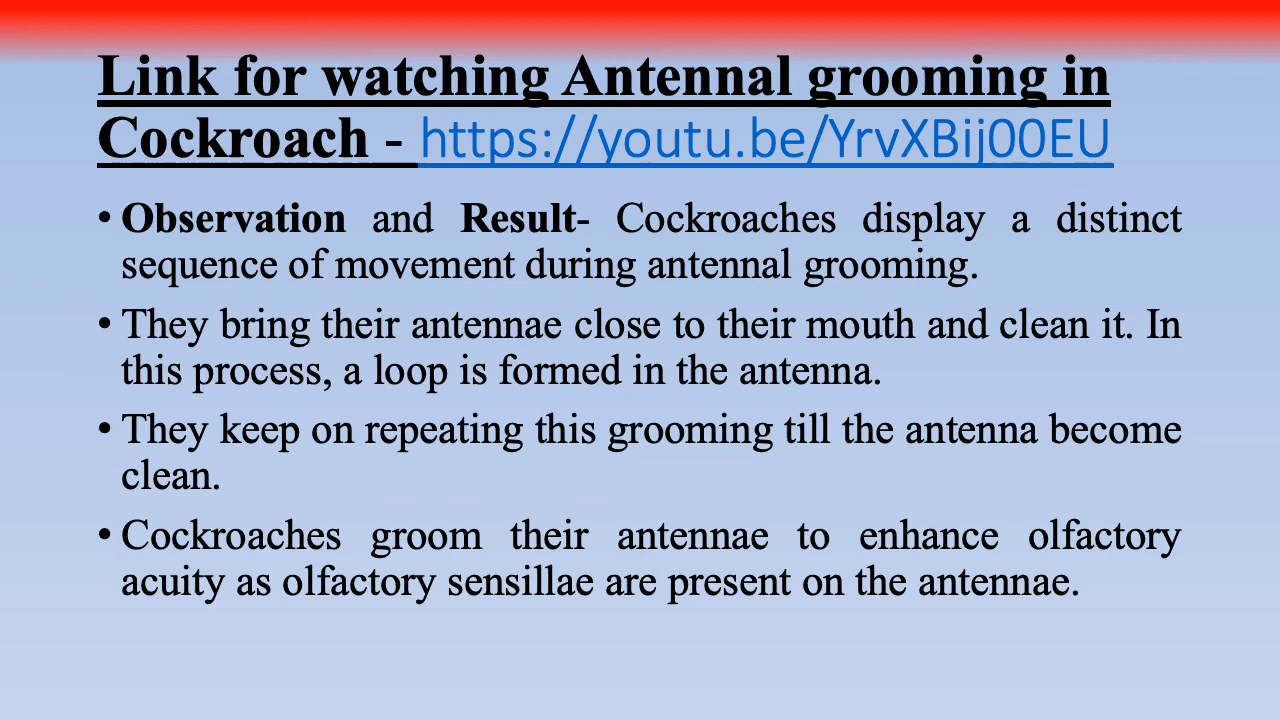 Link for watching Antennal grooming in
Cockroach - https://youtu.be/YrvXBij00EU
• Observation and Result- Cockroaches display a distinct
sequence of movement during antennal grooming.
• They bring their antennae close to their mouth and clean it. In
this process, a loop is formed in the antenna.
• They keep on repeating this grooming till the antenna become
clean.
• Cockroaches groom their antennae to enhance olfactory
acuity as olfactory sensillae are present on the antennae.